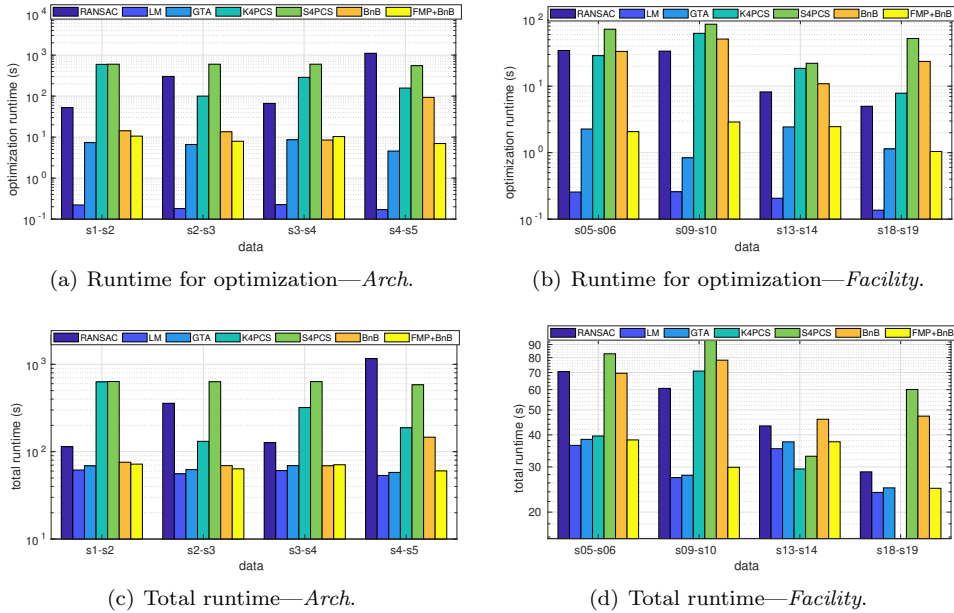 RANSAC LM GTA K4PCS S4PCS BnB FMP+BnB
10^4
10^3
10^2
10^1
10^0
10^-1
optimization runtime (s)
s1-s2 s2-s3 s3-s4 s4-s5
data
(a) Runtime for optimization—Arch.
RANSAC LM GTA K4PCS S4PCS BnB FMP+BnB
10^2
10^1
10^0
10^-1
optimization runtime (s)
s05-s06 s09-s10 s13-s14 s18-s19
data
(b) Runtime for optimization—Facility.
RANSAC LM GTA K4PCS S4PCS BnB FMP+BnB
10^3
10^2
10^1
total runtime (s)
s1-s2 s2-s3 s3-s4 s4-s5
data
(c) Total runtime—Arch.
RANSAC LM GTA K4PCS S4PCS BnB FMP+BnB
90
80
70
60
50
40
30
20
total runtime (s)
s05-s06 s09-s10 s13-s14 s18-s19
data
(d) Total runtime—Facility.